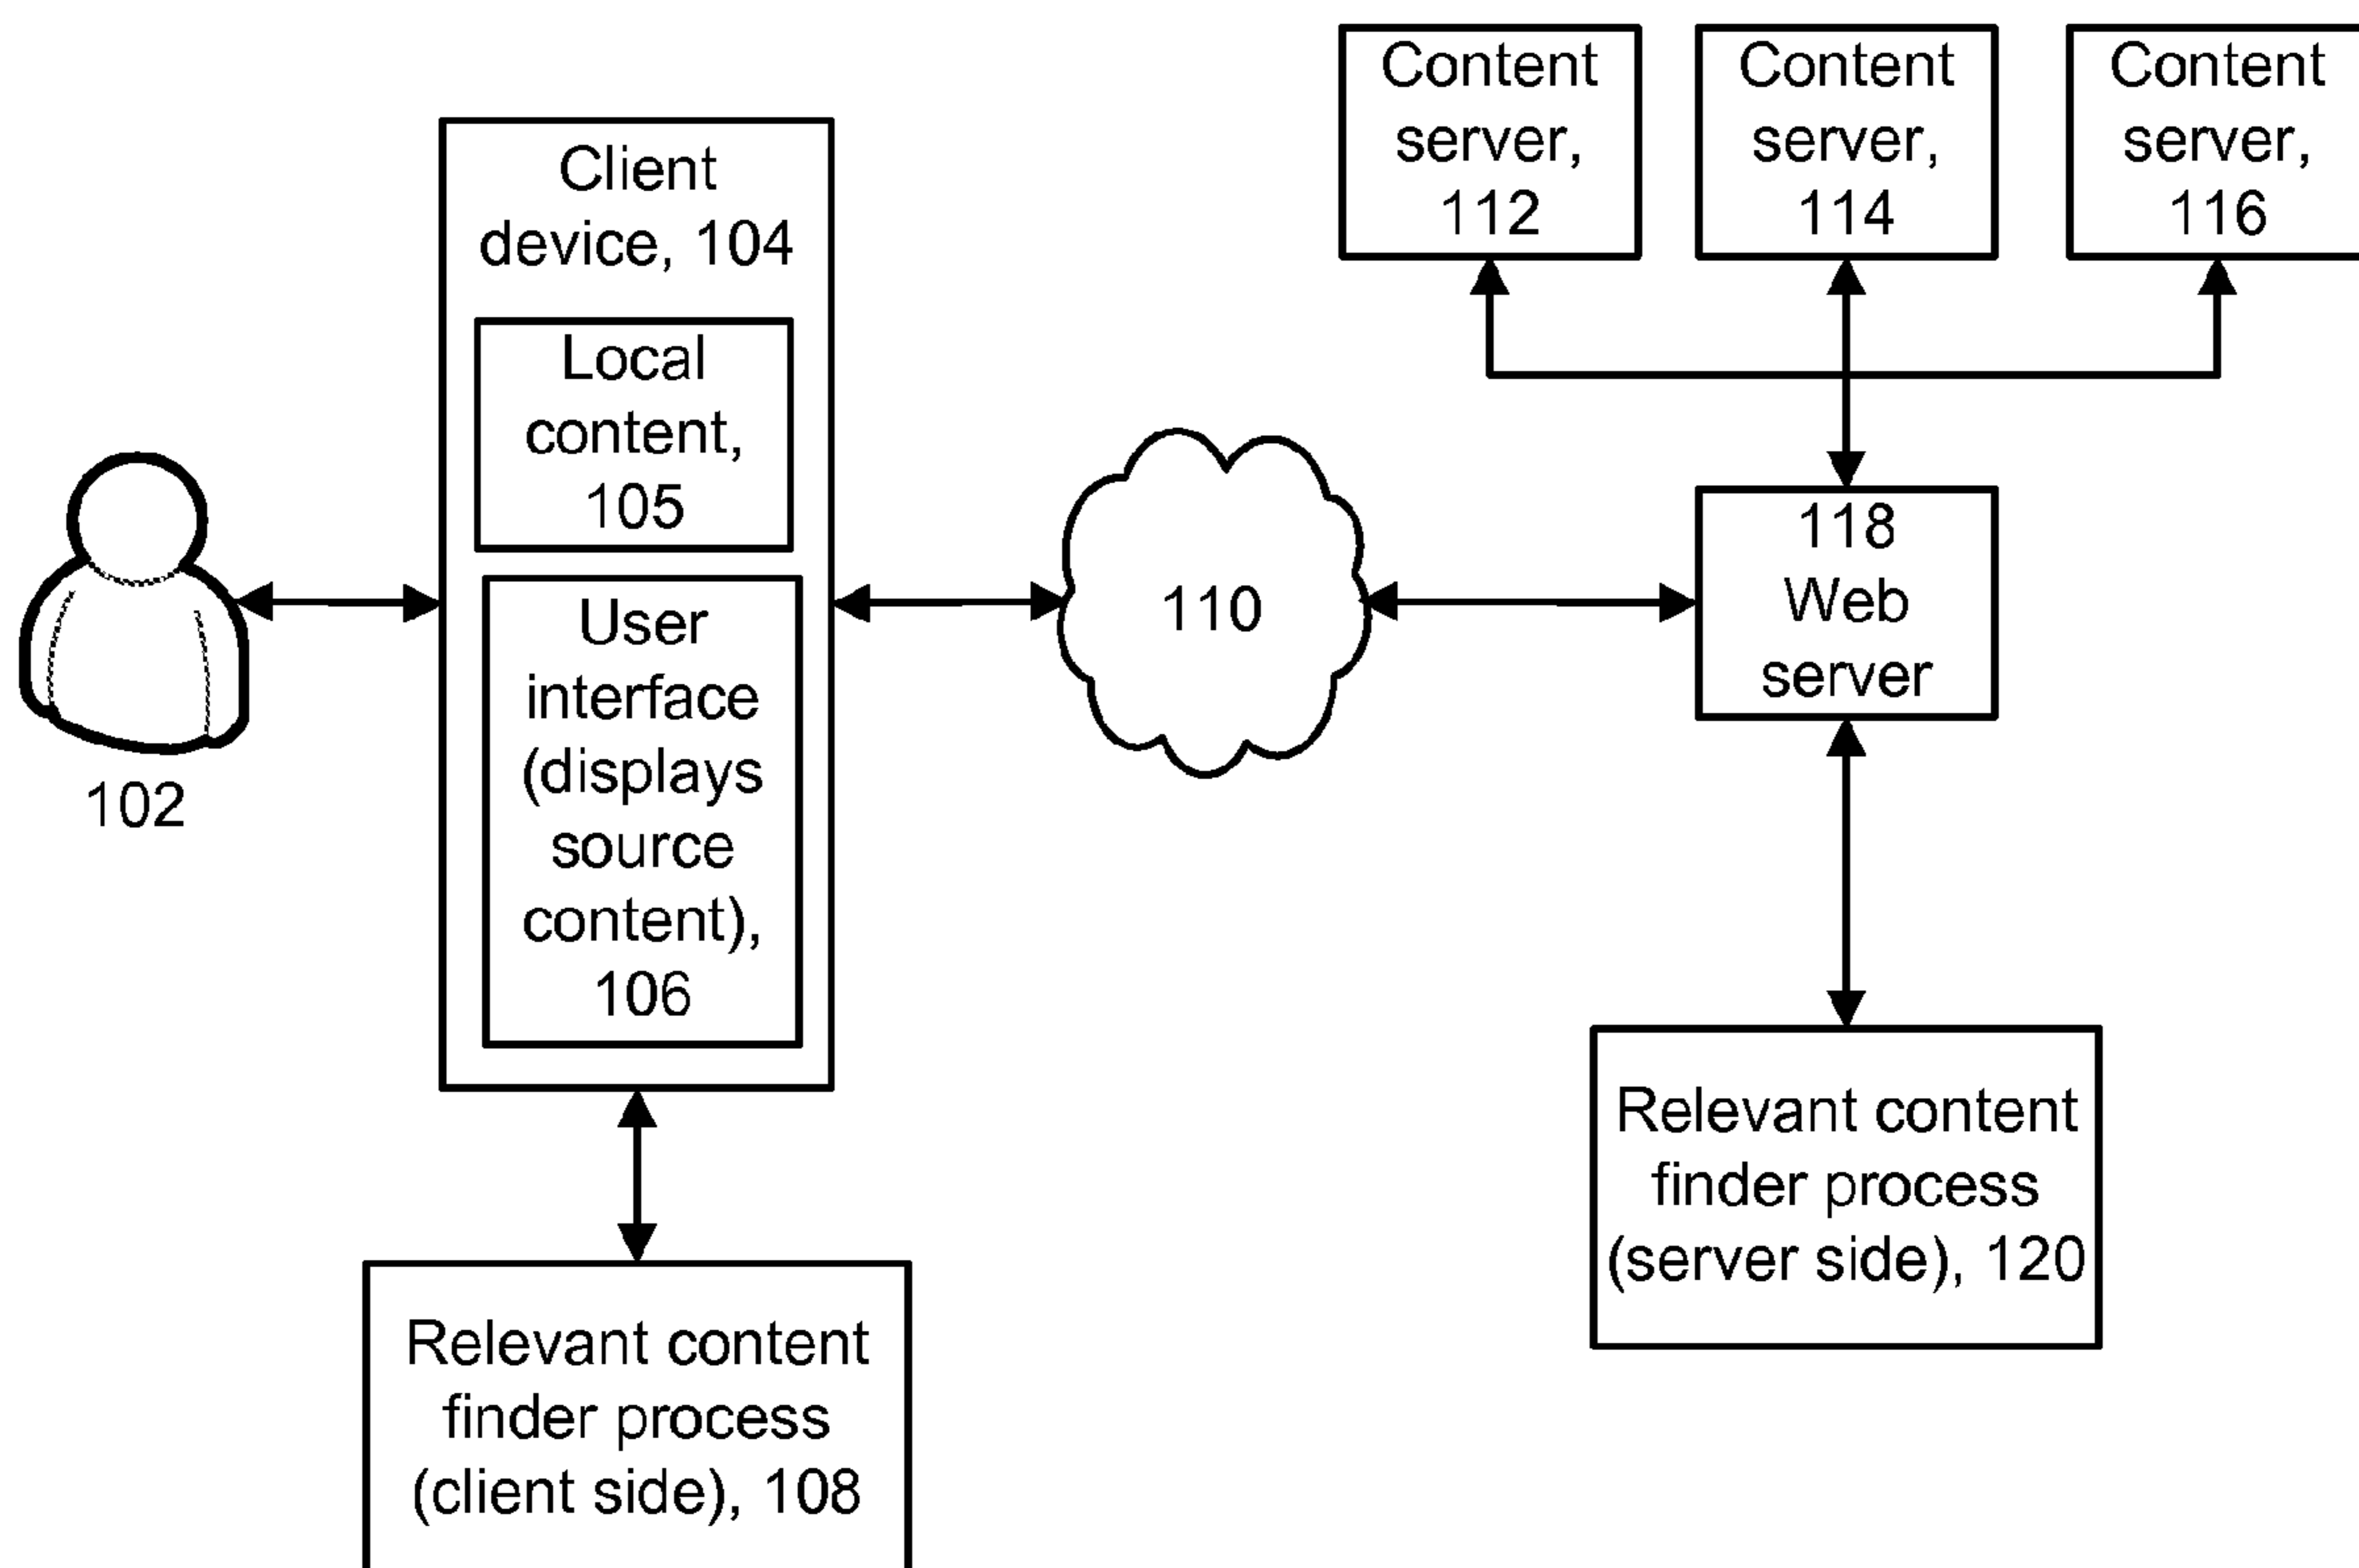 Client
device, 104
Local
content,
105
User
interface
(displays
source
content),
106
102
Relevant content
finder process
(client side), 108
110
Content
server,
112
Content
server,
114
Content
server,
116
118
Web
server
Relevant content
finder process
(server side), 120